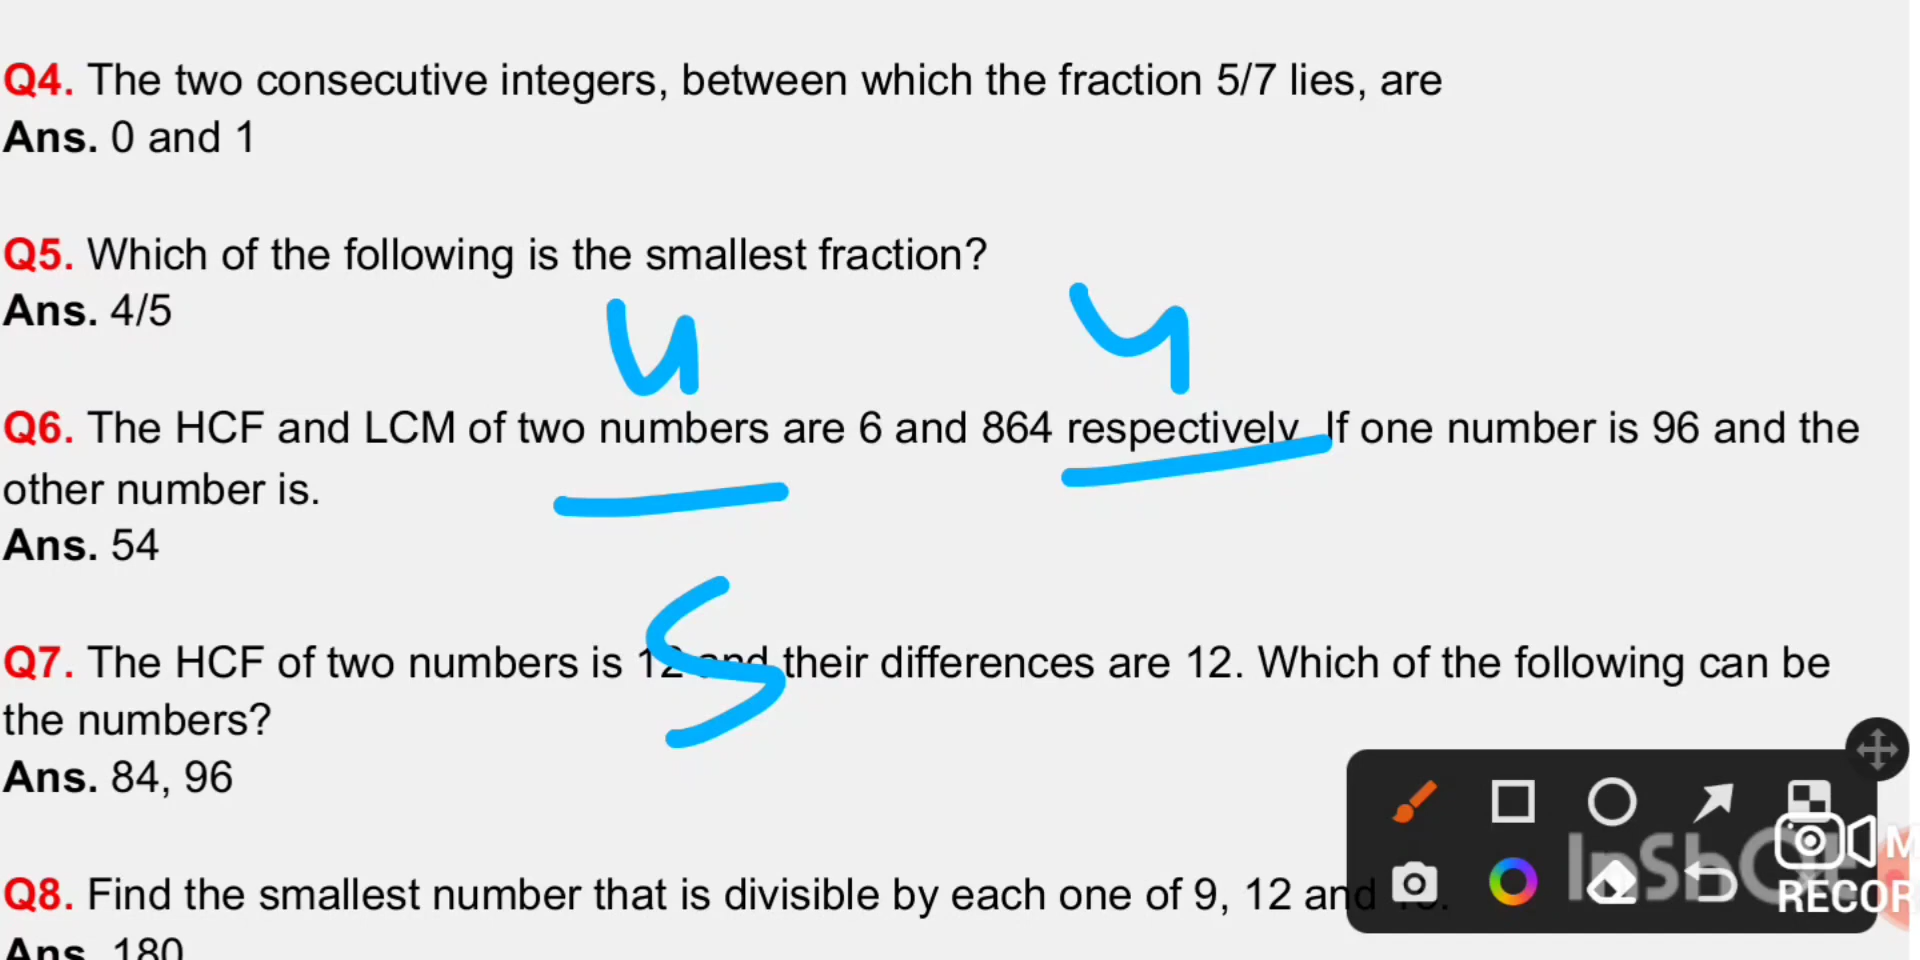 Q4. The two consecutive integers, between which the fraction 5/7 lies, are
Ans. 0 and 1
Q5. Which of the following is the smallest fraction?
Ans. 4/5
Q6. The HCF and LCM of two numbers are 6 and 864 respectively. If one number is 96 and the
other number is.
Ans. 54
Q7. The HCF of two numbers is 12 and their differences are 12. Which of the following can be
the numbers?
Ans. 84, 96
Q8. Find the smallest number that is divisible by each one of 9, 12 and
Ans. 180
RECOR